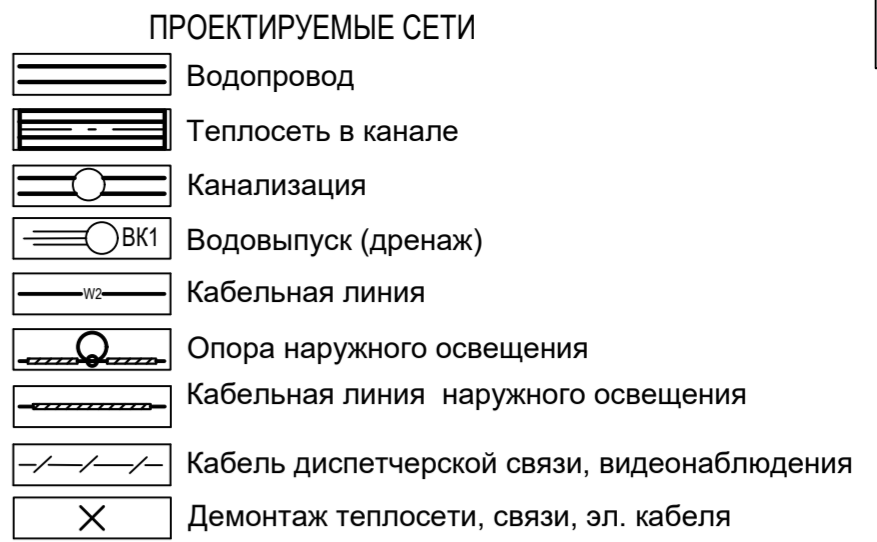 ПРОЕКТИРУЕМЫЕ СЕТИ
Водопровод
Теплосеть в канале
Канализация
ВК1 Водовыпуск (дренаж)
W2 Кабельная линия
Опора наружного освещения
Кабельная линия наружного освещения
Кабель диспетчерской связи, видеонаблюдения
Демонтаж теплосети, связи, эл. кабеля